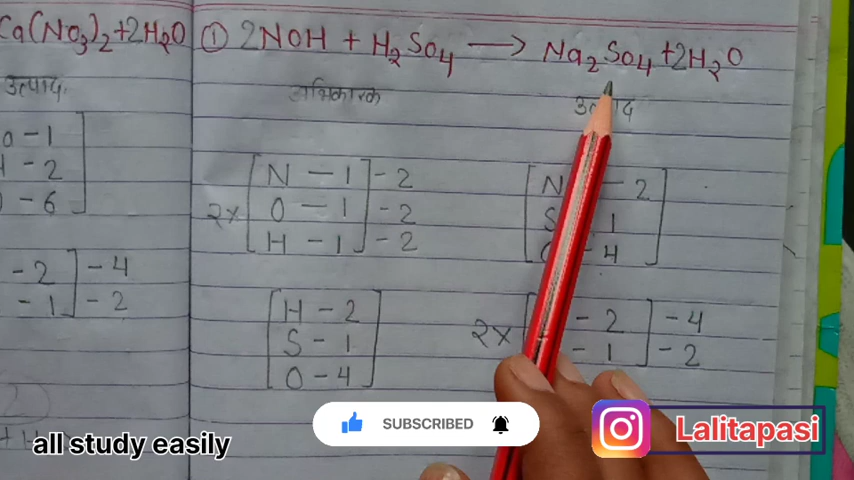 Ca(No3)2+2H2O
① 2NOH + H2SO4 → Na2SO4 +2H2O
उत्पाद
अभिकारक
0-1
-2
-6
2×[N - 1]-2
O - 1]-2
H - 1]-2
N - 2
S 1
- 4
-2]-4
-1]-2
H - 2
S - 1
O - 4
2×[ - 2]-4
- 1]-2
SUBSCRIBED
all study easily
Lalitapasi